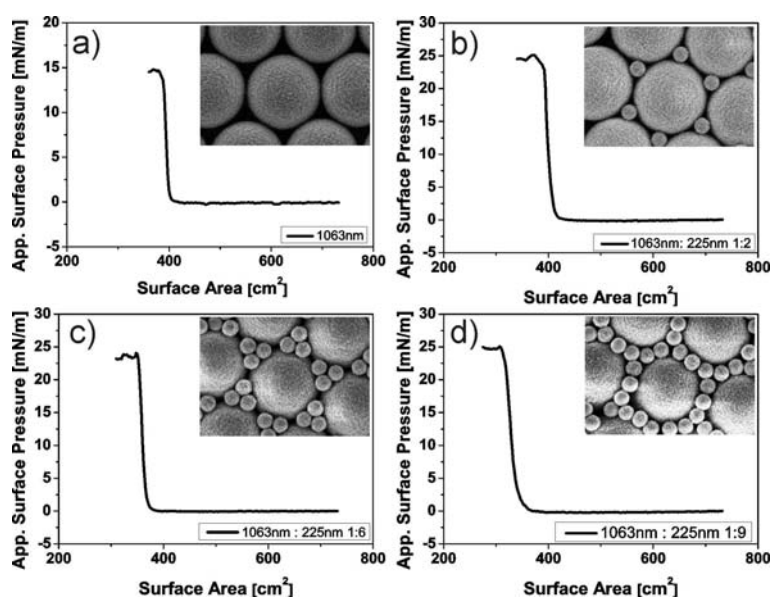 a)
App. Surface Pressure [mN/m]
20
15
10
5
0
-5
200
400
600
800
Surface Area [cm²]
1063nm
b)
App. Surface Pressure [mN/m]
30
25
20
15
10
5
0
-5
200
400
600
800
Surface Area [cm²]
1063nm: 225nm 1:2
c)
App. Surface Pressure [mN/m]
30
25
20
15
10
5
0
-5
200
400
600
800
Surface Area [cm²]
1063nm : 225nm 1:6
d)
App. Surface Pressure [mN/m]
30
25
20
15
10
5
0
-5
200
400
600
800
Surface Area [cm²]
1063nm : 225nm 1:9